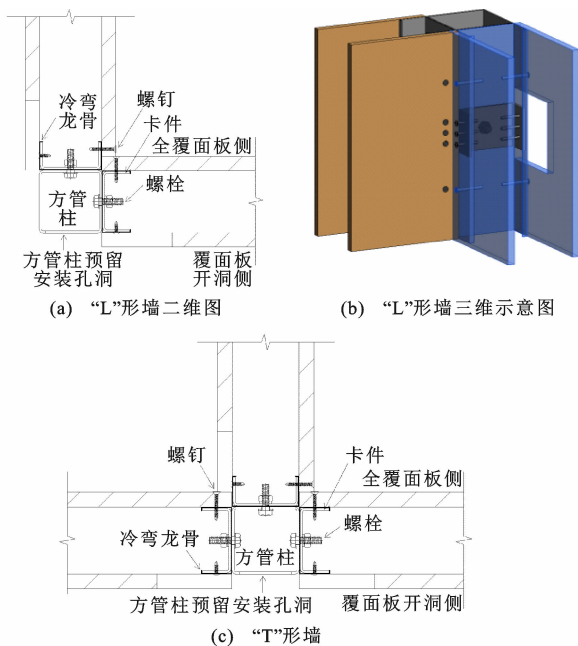 冷弯
龙骨
螺钉
卡件
全覆面板侧
方管
柱
螺栓
方管柱预留
安装孔洞
覆面板
开洞侧
(a) “L”形墙二维图
(b) “L”形墙三维示意图
螺钉
卡件
全覆面板侧
冷弯龙骨
方管柱
螺栓
方管柱预留安装孔洞
覆面板开洞侧
(c) “T”形墙